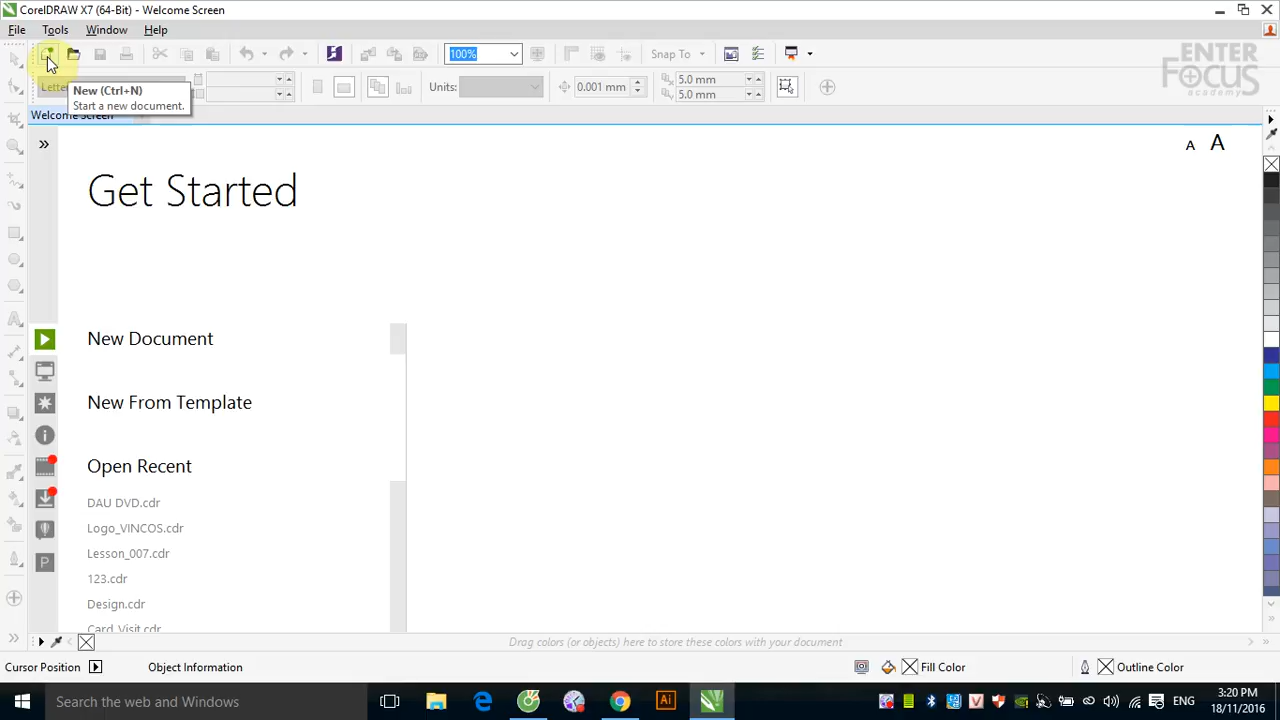 CorelDRAW X7 (64-Bit) - Welcome Screen
File Tools Window Help
100%
Snap To
ENTER
FOCUS
academy
Letter
New (Ctrl+N)
Start a new document.
Units:
0.001 mm
5.0 mm
5.0 mm
Welcome Screen
A A
Get Started
New Document
New From Template
Open Recent
DAU DVD.cdr
Logo_VINCOS.cdr
Lesson_007.cdr
123.cdr
Design.cdr
Card_Visit.cdr
P
Drag colors (or objects) here to store these colors with your document
Cursor Position
Object Information
Fill Color
Outline Color
Search the web and Windows
Ai
ENG
3:20 PM
18/11/2016